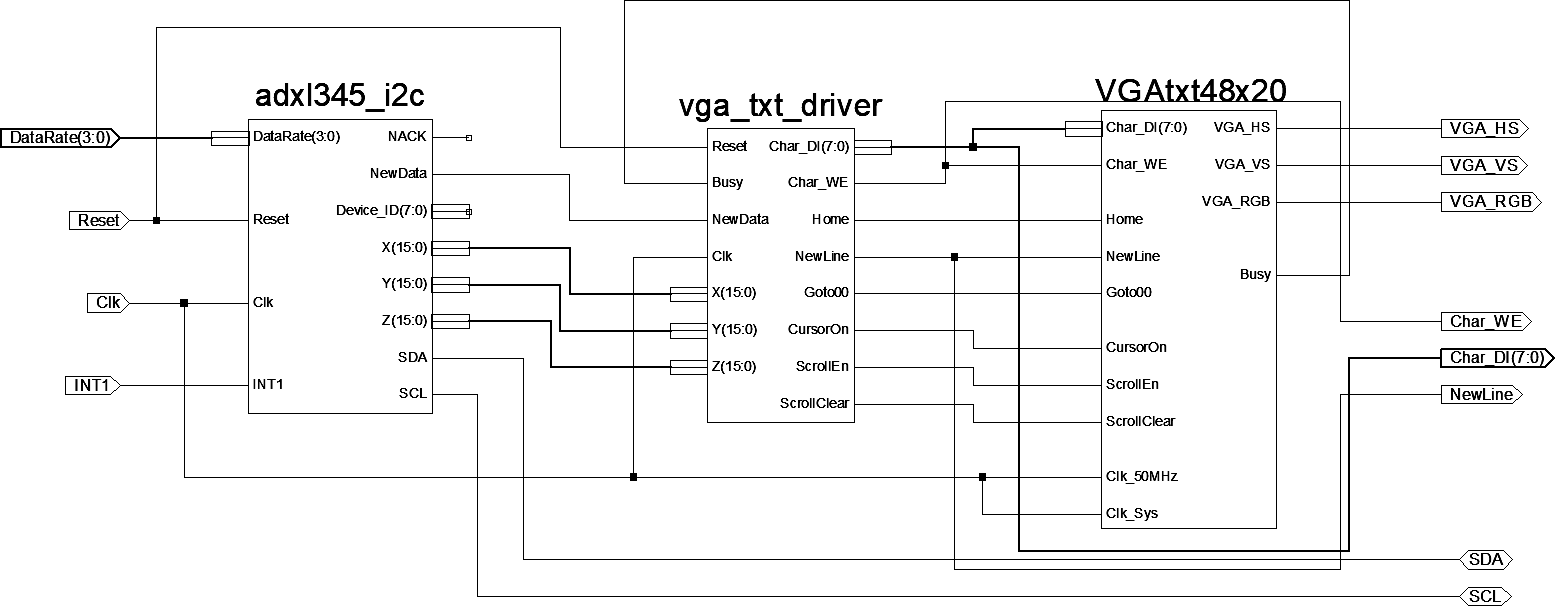 adxl345_i2c
vga_txt_driver
VGAtxt48x20
DataRate(3:0)
Reset
Clk
INT1
DataRate(3:0)
Reset
Clk
INT1
NACK
NewData
Device_ID(7:0)
X(15:0)
Y(15:0)
Z(15:0)
SDA
SCL
Reset
Busy
NewData
Clk
X(15:0)
Y(15:0)
Z(15:0)
Char_DI(7:0)
Char_WE
Home
NewLine
Goto00
CursorOn
ScrollEn
ScrollClear
Char_DI(7:0)
Char_WE
Home
NewLine
Goto00
CursorOn
ScrollEn
ScrollClear
Clk_50MHz
Clk_Sys
VGA_HS
VGA_VS
VGA_RGB
Busy
VGA_HS
VGA_VS
VGA_RGB
Char_WE
Char_DI(7:0)
NewLine
SDA
SCL